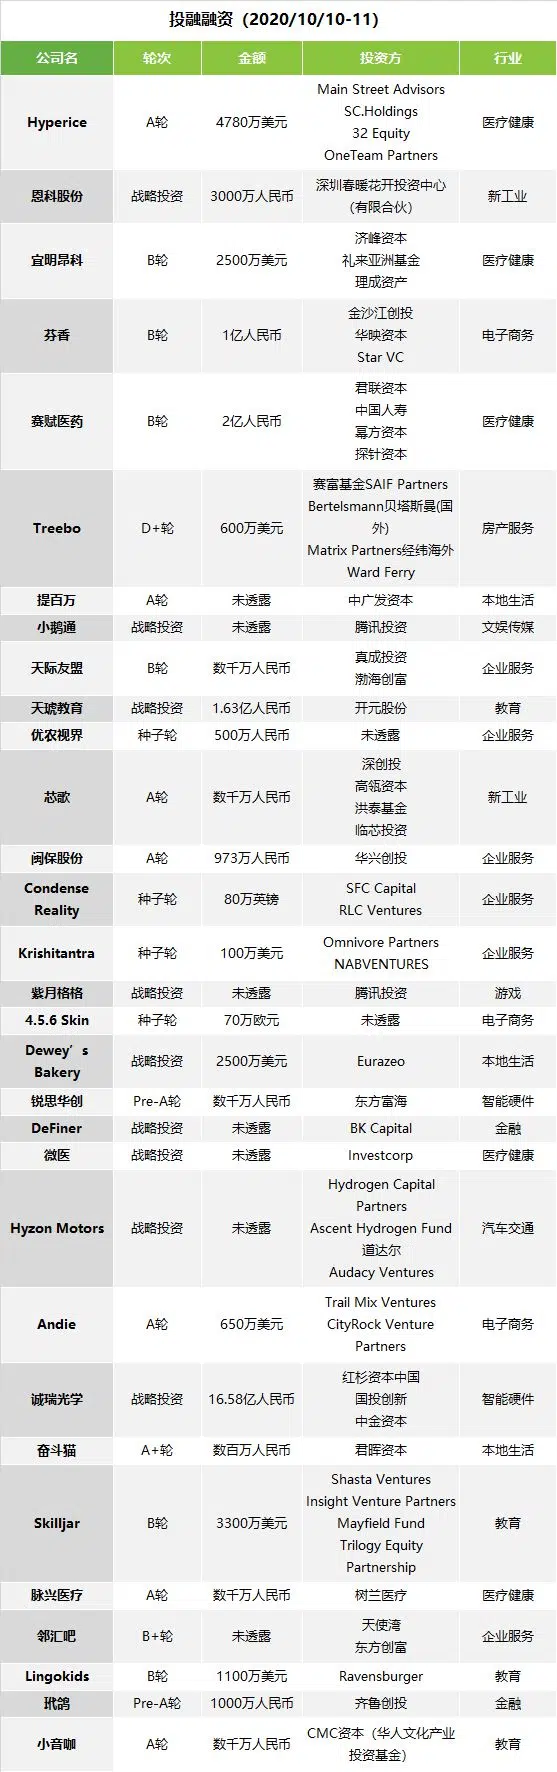 投融融资（2020/10/10-11）
公司名 轮次 金额 投资方 行业
Hyperice A轮 4780万美元 Main Street Advisors
SC.Holdings
32 Equity
OneTeam Partners 医疗健康
恩科股份 战略投资 3000万人民币 深圳春暖花开投资中心
(有限合伙) 新工业
宜明昂科 B轮 2500万美元 济峰资本
礼来亚洲基金
理成资产 医疗健康
芬香 B轮 1亿人民币 金沙江创投
华映资本
Star VC 电子商务
赛赋医药 B轮 2亿人民币 君联资本
中国人寿
幂方资本
探针资本 医疗健康
Treebo D+轮 600万美元 赛富基金SAIF Partners
Bertelsmann贝塔斯曼(国
外)
Matrix Partners经纬海外
Ward Ferry 房产服务
提百万 A轮 未透露 中广发资本 本地生活
小鹅通 战略投资 未透露 腾讯投资 文娱传媒
天际友盟 B轮 数千万人民币 真成投资
渤海创富 企业服务
天琥教育 战略投资 1.63亿人民币 开元股份 教育
优农视界 种子轮 500万人民币 未透露 企业服务
芯歌 A轮 数千万人民币 深创投
高瓴资本
洪泰基金
临芯投资 新工业
闽保股份 A轮 973万人民币 华兴创投 企业服务
Condense
Reality 种子轮 80万英镑 SFC Capital
RLC Ventures 企业服务
Krishitantra 种子轮 100万美元 Omnivore Partners
NABVENTURES 企业服务
紫月格格 战略投资 未透露 腾讯投资 游戏
4.5.6 Skin 种子轮 70万欧元 未透露 电子商务
Dewey’s
Bakery 战略投资 2500万美元 Eurazeo 本地生活
锐思华创 Pre-A轮 数千万人民币 东方富海 智能硬件
DeFiner 战略投资 未透露 BK Capital 金融
微医 战略投资 未透露 Investcorp 医疗健康
Hyzon Motors 战略投资 未透露 Hydrogen Capital
Partners
Ascent Hydrogen Fund
道达尔
Audacy Ventures 汽车交通
Andie A轮 650万美元 Trail Mix Ventures
CityRock Venture
Partners 电子商务
诚瑞光学 战略投资 16.58亿人民币 红杉资本中国
国投创新
中金资本 智能硬件
奋斗猫 A+轮 数百万人民币 君晖资本 本地生活
Skilljar B轮 3300万美元 Shasta Ventures
Insight Venture Partners
Mayfield Fund
Trilogy Equity
Partnership 教育
脉兴医疗 A轮 数千万人民币 树兰医疗 医疗健康
邻汇吧 B+轮 未透露 天使湾
东方创富 企业服务
Lingokids B轮 1100万美元 Ravensburger 教育
玳鸽 Pre-A轮 1000万人民币 齐鲁创投 金融
小音咖 A轮 数千万人民币 CMC资本（华人文化产业
投资基金） 教育